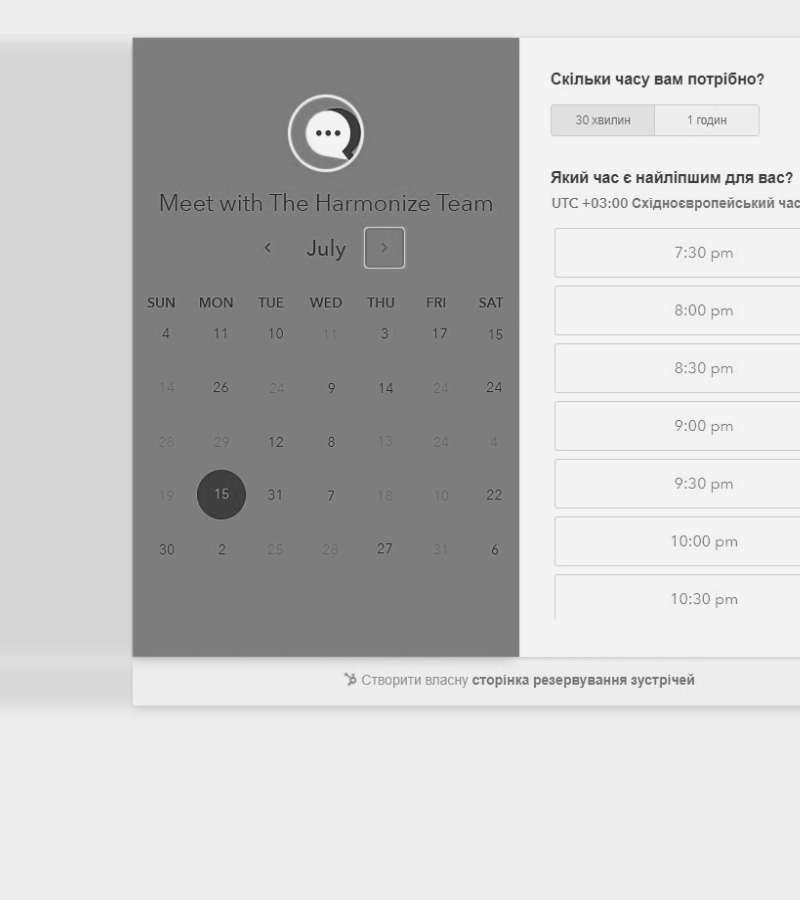 Meet with The Harmonize Team
July
SUN MON TUE WED THU FRI SAT
4 11 10 11 3 17 15
14 26 24 9 14 24 24
28 29 12 8 13 24 4
19 15 31 7 18 10 22
30 2 25 28 27 31 6
Скільки часу вам потрібно?
30 хвилин 1 годин
Який час є найліпшим для вас?
UTC +03:00 Східноєвропейський час
7:30 pm
8:00 pm
8:30 pm
9:00 pm
9:30 pm
10:00 pm
10:30 pm
Створити власну сторінка резервування зустрічей